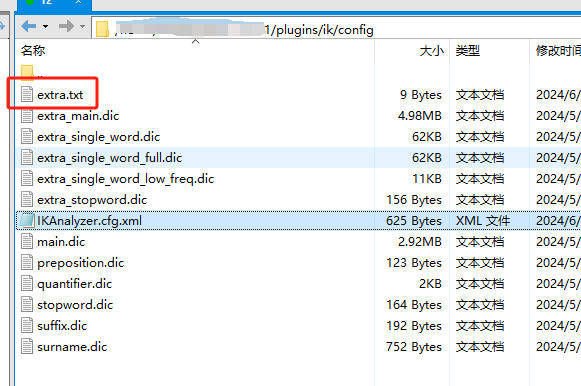 1/plugins/ik/config
名称 大小 类型 修改时间
..
extra.txt 9 Bytes 文本文档 2024/6/
extra_main.dic 4.98MB 文本文档 2024/5/
extra_single_word.dic 62KB 文本文档 2024/5/
extra_single_word_full.dic 62KB 文本文档 2024/5/
extra_single_word_low_freq.dic 11KB 文本文档 2024/5/
extra_stopword.dic 156 Bytes 文本文档 2024/5/
IKAnalyzer.cfg.xml 625 Bytes XML 文件 2024/6/
main.dic 2.92MB 文本文档 2024/5/
preposition.dic 123 Bytes 文本文档 2024/5/
quantifier.dic 2KB 文本文档 2024/5/
stopword.dic 164 Bytes 文本文档 2024/5/
suffix.dic 192 Bytes 文本文档 2024/5/
surname.dic 752 Bytes 文本文档 2024/5/